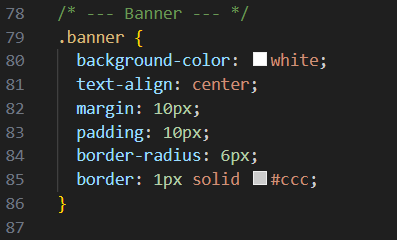 78 /* --- Banner --- */
79 .banner {
80 background-color: white;
81 text-align: center;
82 margin: 10px;
83 padding: 10px;
84 border-radius: 6px;
85 border: 1px solid #ccc;
86 }
87